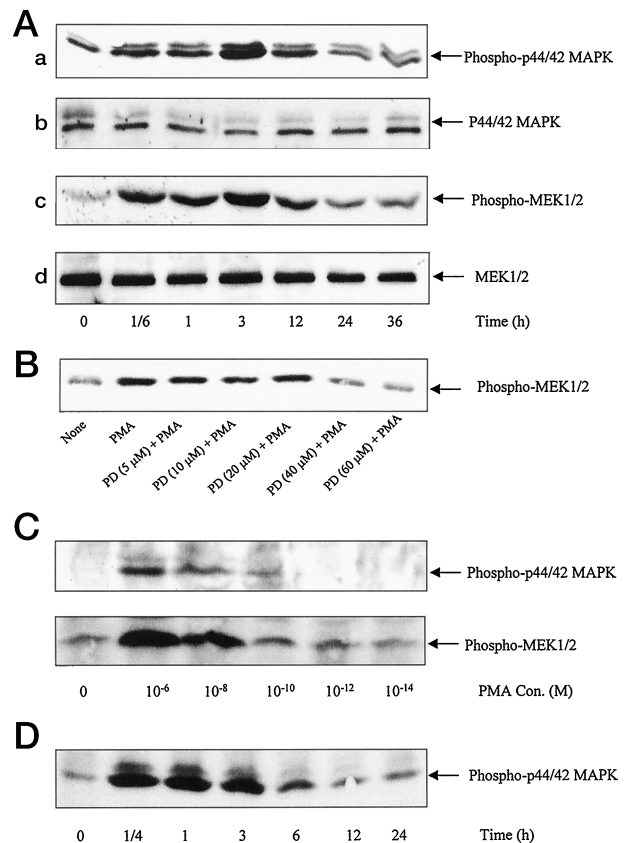 A
a Phospho-p44/42 MAPK
b P44/42 MAPK
c Phospho-MEK1/2
d MEK1/2
0 1/6 1 3 12 24 36 Time (h)
B
Phospho-MEK1/2
None PMA PD (5 µM) + PMA PD (10 µM) + PMA PD (20 µM) + PMA PD (40 µM) + PMA PD (60 µM) + PMA
C
Phospho-p44/42 MAPK
Phospho-MEK1/2
0 10⁻⁶ 10⁻⁸ 10⁻¹⁰ 10⁻¹² 10⁻¹⁴ PMA Con. (M)
D
Phospho-p44/42 MAPK
0 1/4 1 3 6 12 24 Time (h)